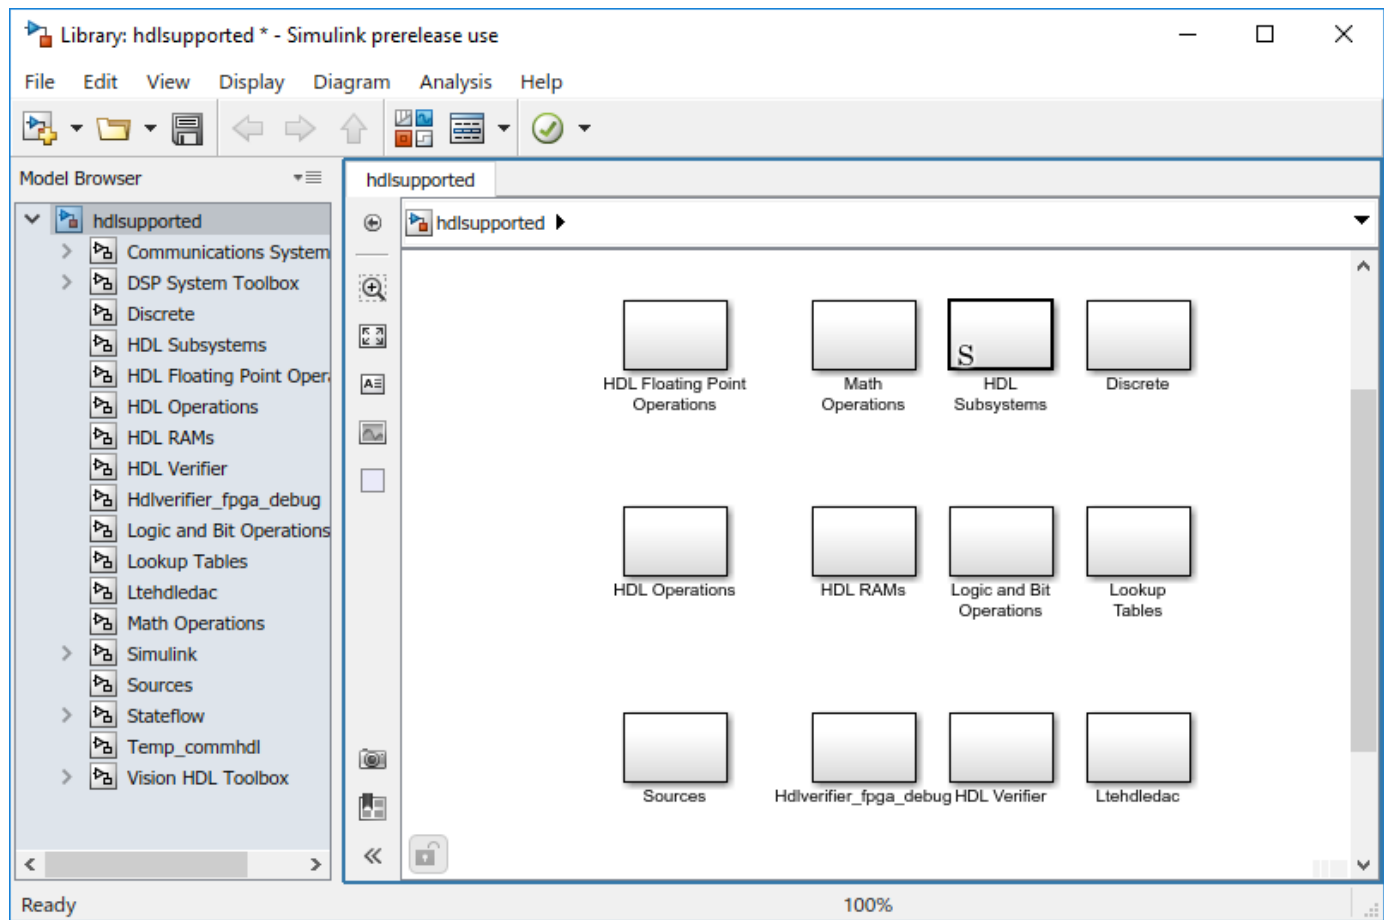 Library: hdlsupported * - Simulink prerelease use
File Edit View Display Diagram Analysis Help
Model Browser
hdlsupported
Communications System
DSP System Toolbox
Discrete
HDL Subsystems
HDL Floating Point Oper
HDL Operations
HDL RAMs
HDL Verifier
Hdlverifier_fpga_debug
Logic and Bit Operations
Lookup Tables
Ltehdledac
Math Operations
Simulink
Sources
Stateflow
Temp_commhdl
Vision HDL Toolbox
hdlsupported
hdlsupported
HDL Floating Point
Operations
Math
Operations
S
HDL
Subsystems
Discrete
HDL Operations
HDL RAMs
Logic and Bit
Operations
Lookup
Tables
Sources
Hdlverifier_fpga_debug
HDL Verifier
Ltehdledac
Ready 100%